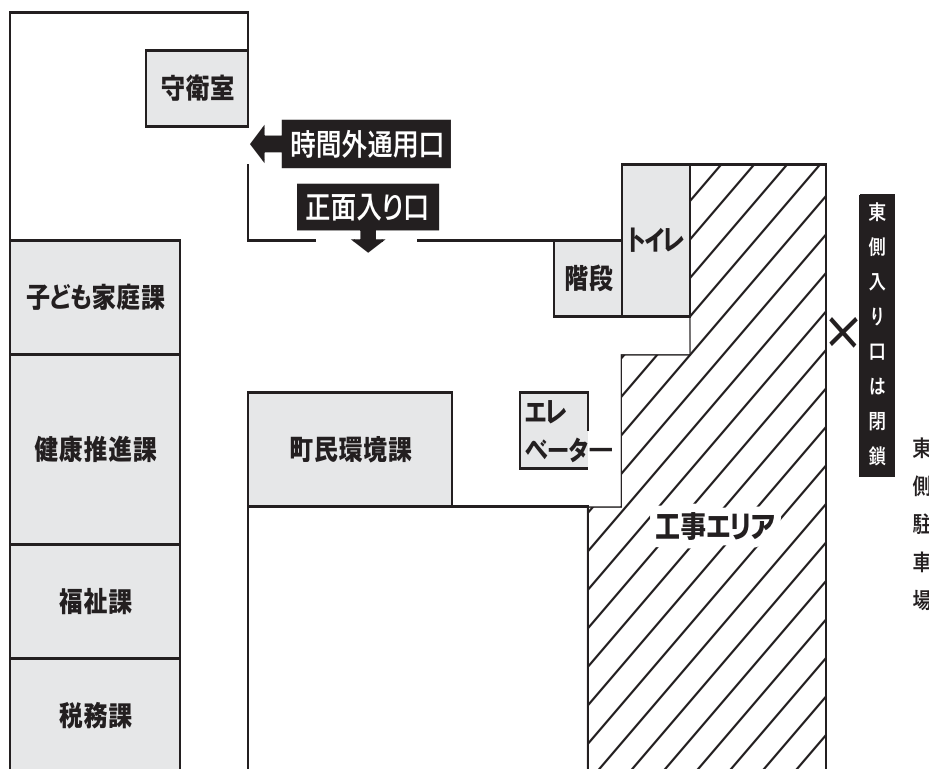 守衛室
時間外通用口
正面入り口
トイレ
階段
東側入り口は閉鎖
子ども家庭課
健康推進課
町民環境課
エレ
ベーター
東側駐車場
工事エリア
福祉課
税務課